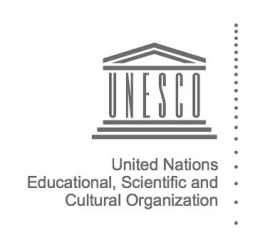 UNESCO
United Nations
Educational, Scientific and
Cultural Organization